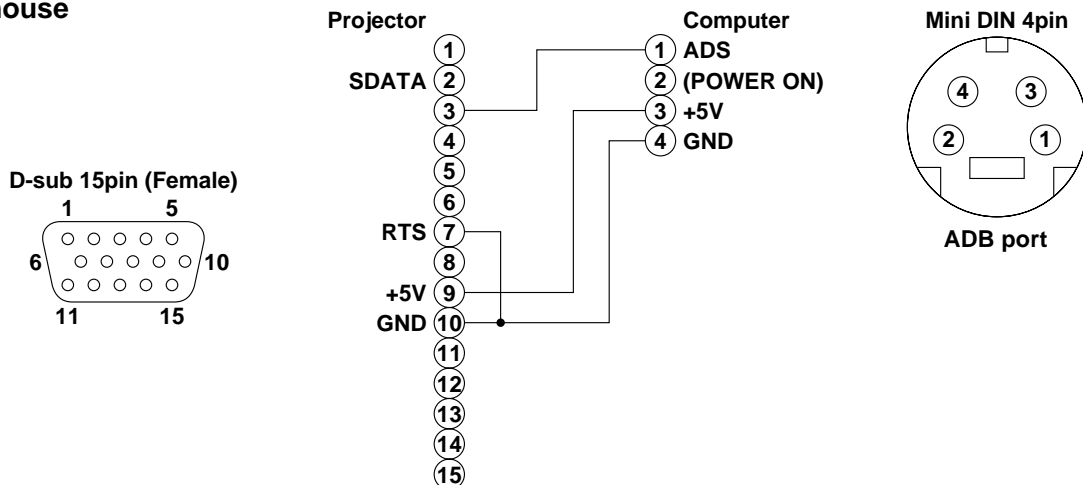 Projector
Computer
Mini DIN 4pin
1
SDATA 2
3
4
5
6
RTS 7
8
+5V 9
GND 10
11
12
13
14
15
1 ADS
2 (POWER ON)
3 +5V
4 GND
4 3
2 1
ADB port
D-sub 15pin (Female)
1 5
6 10
11 15